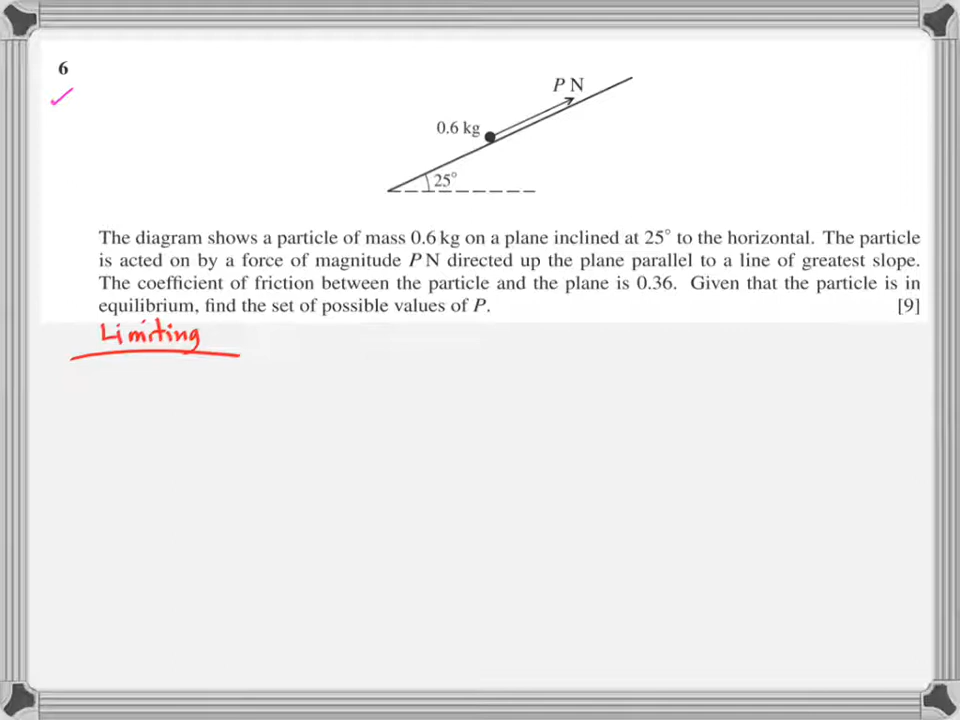 6
P N
0.6 kg
25°
The diagram shows a particle of mass 0.6 kg on a plane inclined at 25° to the horizontal. The particle
is acted on by a force of magnitude P N directed up the plane parallel to a line of greatest slope.
The coefficient of friction between the particle and the plane is 0.36. Given that the particle is in
equilibrium, find the set of possible values of P. [9]
Limiting